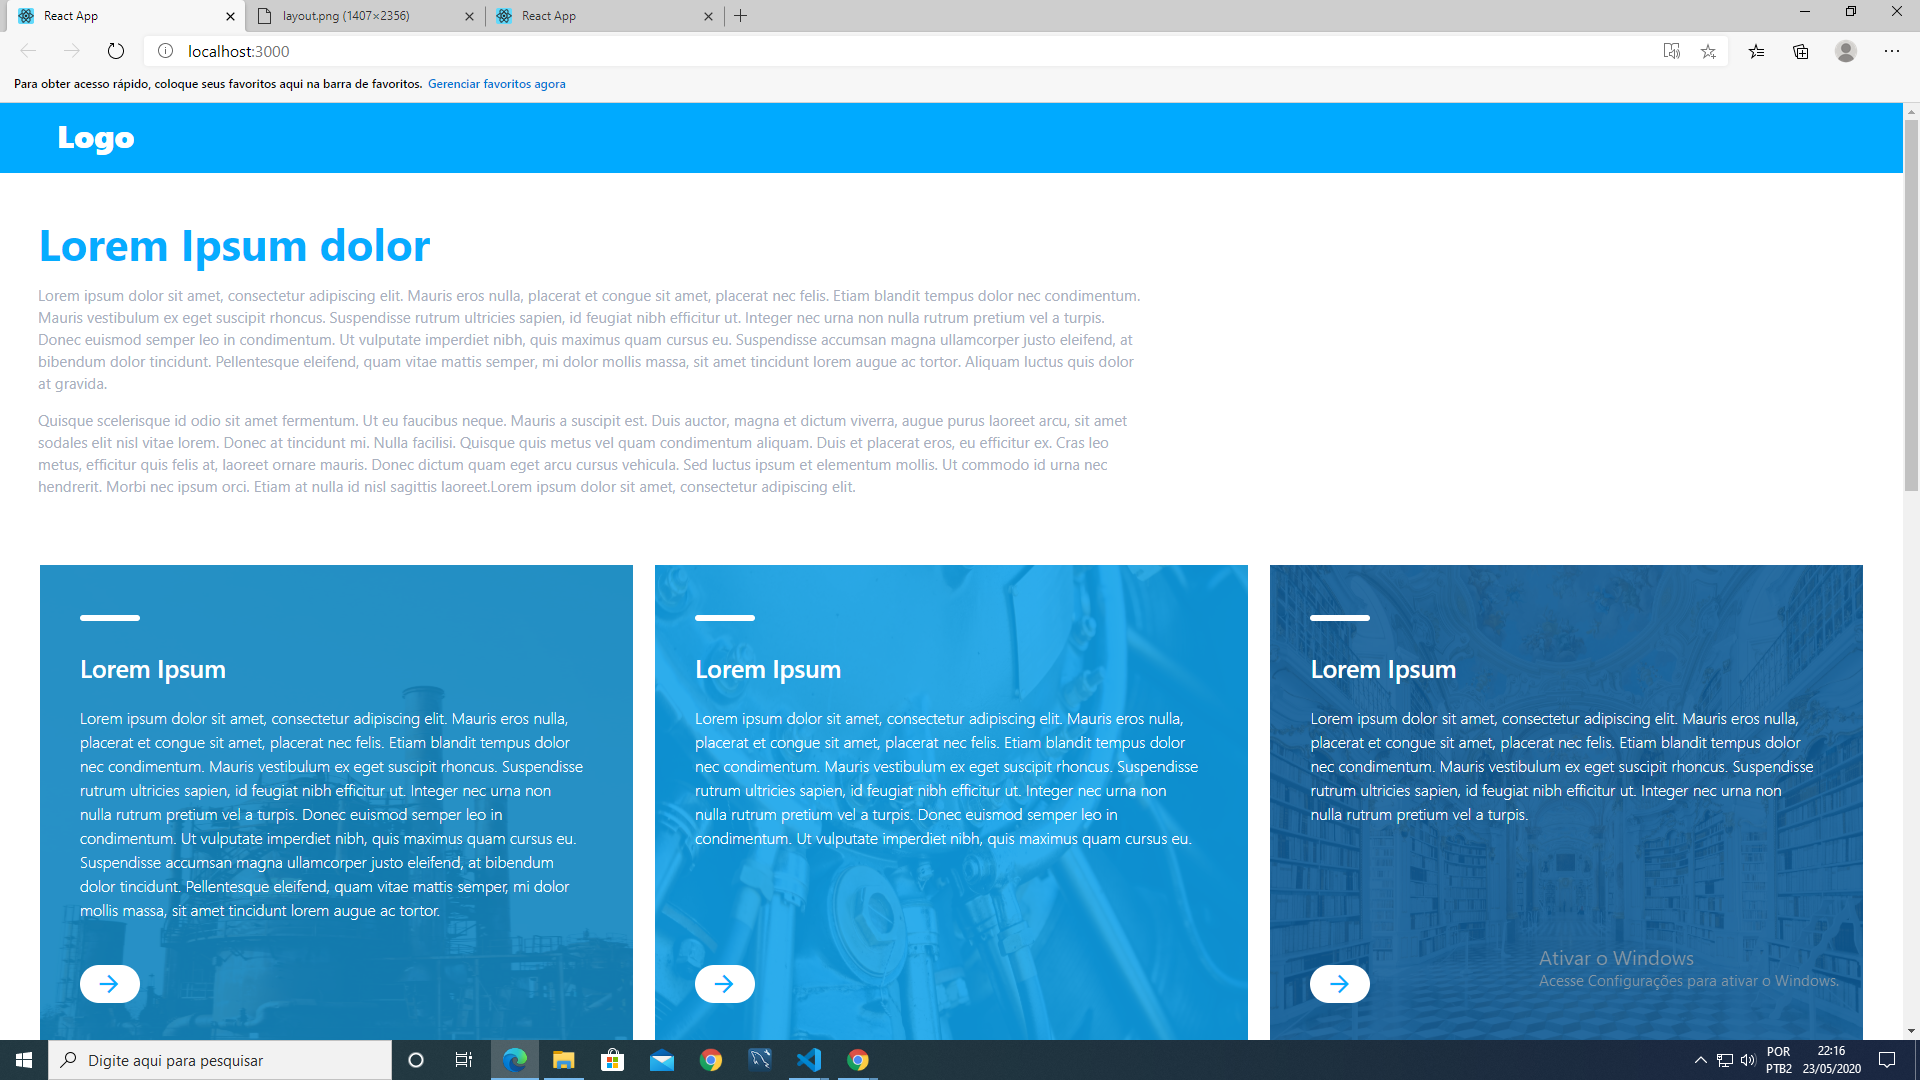 React App
layout.png (1407×2356)
React App
localhost:3000
Para obter acesso rápido, coloque seus favoritos aqui na barra de favoritos. Gerenciar favoritos agora
Logo
Lorem Ipsum dolor
Lorem ipsum dolor sit amet, consectetur adipiscing elit. Mauris eros nulla, placerat et congue sit amet, placerat nec felis. Etiam blandit tempus dolor nec condimentum.
Mauris vestibulum ex eget suscipit rhoncus. Suspendisse rutrum ultricies sapien, id feugiat nibh efficitur ut. Integer nec urna non nulla rutrum pretium vel a turpis.
Donec euismod semper leo in condimentum. Ut vulputate imperdiet nibh, quis maximus quam cursus eu. Suspendisse accumsan magna ullamcorper justo eleifend, at
bibendum dolor tincidunt. Pellentesque eleifend, quam vitae mattis semper, mi dolor mollis massa, sit amet tincidunt lorem augue ac tortor. Aliquam luctus quis dolor
at gravida.
Quisque scelerisque id odio sit amet fermentum. Ut eu faucibus neque. Mauris a suscipit est. Duis auctor, magna et dictum viverra, augue purus laoreet arcu, sit amet
sodales elit nisl vitae lorem. Donec at tincidunt mi. Nulla facilisi. Quisque quis metus vel quam condimentum aliquam. Duis et placerat eros, eu efficitur ex. Cras leo
metus, efficitur quis felis at, laoreet ornare mauris. Donec dictum quam eget arcu cursus vehicula. Sed luctus ipsum et elementum mollis. Ut commodo id urna nec
hendrerit. Morbi nec ipsum orci. Etiam at nulla id nisl sagittis laoreet.Lorem ipsum dolor sit amet, consectetur adipiscing elit.
Lorem Ipsum
Lorem ipsum dolor sit amet, consectetur adipiscing elit. Mauris eros nulla,
placerat et congue sit amet, placerat nec felis. Etiam blandit tempus dolor
nec condimentum. Mauris vestibulum ex eget suscipit rhoncus. Suspendisse
rutrum ultricies sapien, id feugiat nibh efficitur ut. Integer nec urna non
nulla rutrum pretium vel a turpis. Donec euismod semper leo in
condimentum. Ut vulputate imperdiet nibh, quis maximus quam cursus eu.
Suspendisse accumsan magna ullamcorper justo eleifend, at bibendum
dolor tincidunt. Pellentesque eleifend, quam vitae mattis semper, mi dolor
mollis massa, sit amet tincidunt lorem augue ac tortor.
Lorem Ipsum
Lorem ipsum dolor sit amet, consectetur adipiscing elit. Mauris eros nulla,
placerat et congue sit amet, placerat nec felis. Etiam blandit tempus dolor
nec condimentum. Mauris vestibulum ex eget suscipit rhoncus. Suspendisse
rutrum ultricies sapien, id feugiat nibh efficitur ut. Integer nec urna non
nulla rutrum pretium vel a turpis. Donec euismod semper leo in
condimentum. Ut vulputate imperdiet nibh, quis maximus quam cursus eu.
Lorem Ipsum
Lorem ipsum dolor sit amet, consectetur adipiscing elit. Mauris eros nulla,
placerat et congue sit amet, placerat nec felis. Etiam blandit tempus dolor
nec condimentum. Mauris vestibulum ex eget suscipit rhoncus. Suspendisse
rutrum ultricies sapien, id feugiat nibh efficitur ut. Integer nec urna non
nulla rutrum pretium vel a turpis.
Ativar o Windows
Acesse Configurações para ativar o Windows.
Digite aqui para pesquisar
POR
PTB2
22:16
23/05/2020